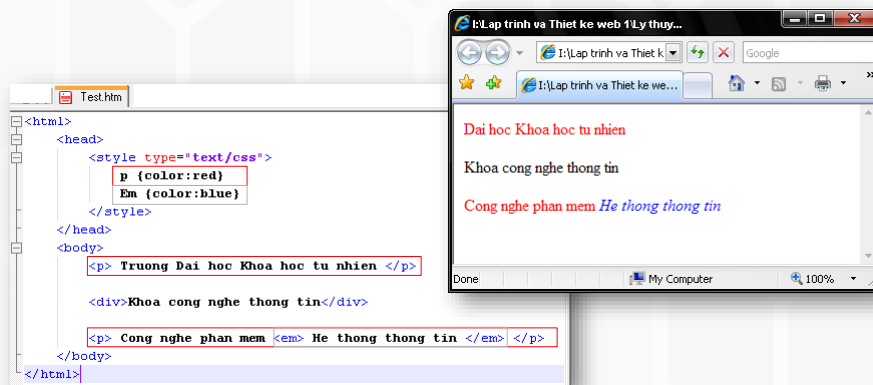 Test.htm
<html>
<head>
<style type="text/css">
p {color:red}
Em {color:blue}
</style>
</head>
<body>
<p> Truong Dai hoc Khoa hoc tu nhien </p>
<div>Khoa cong nghe thong tin</div>
<p> Cong nghe phan mem <em> He thong thong tin </em> </p>
</body>
</html>
I:\Lap trinh va Thiet ke web 1\Ly thuy...
I:\Lap trinh va Thiet k
Google
I:\Lap trinh va Thiet ke we...
Dai hoc Khoa hoc tu nhien
Khoa cong nghe thong tin
Cong nghe phan mem He thong thong tin
Done
My Computer
100%